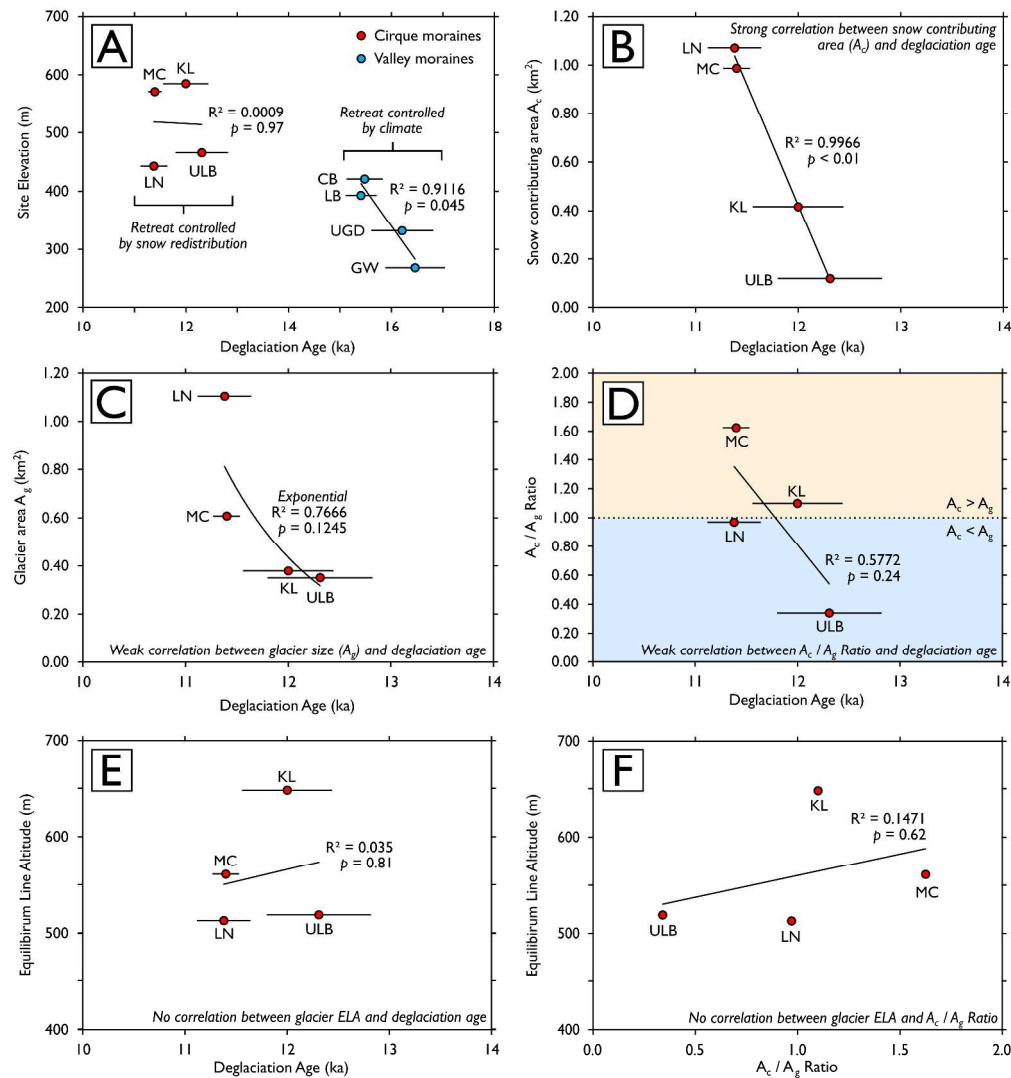 A
Cirque moraines
Valley moraines
700
600
500
400
300
200
Site Elevation (m)
MC
KL
R² = 0.0009
p = 0.97
LN
ULB
Retreat controlled
by snow redistribution
Retreat controlled
by climate
CB
LB
R² = 0.9116
p = 0.045
UGD
GW
10
12
14
16
18
Deglaciation Age (ka)
B
Strong correlation between snow contributing
area (Ac) and deglaciation age
1.20
1.00
0.80
0.60
0.40
0.20
0.00
Snow contributing area Ac (km²)
LN
MC
R² = 0.9966
p < 0.01
KL
ULB
10
11
12
13
14
Deglaciation Age (ka)
C
1.20
1.00
0.80
0.60
0.40
0.20
0.00
Glacier area Ag (km²)
LN
MC
Exponential
R² = 0.7666
p = 0.1245
KL
ULB
Weak correlation between glacier size (Ag) and deglaciation age
10
11
12
13
14
Deglaciation Age (ka)
D
2.00
1.80
1.60
1.40
1.20
1.00
0.80
0.60
0.40
0.20
0.00
Ac / Ag Ratio
MC
KL
Ac > Ag
Ac < Ag
LN
R² = 0.5772
p = 0.24
ULB
Weak correlation between Ac / Ag Ratio and deglaciation age
10
11
12
13
14
Deglaciation Age (ka)
E
700
600
500
400
Equilibirum Line Altitude (m)
KL
R² = 0.035
p = 0.81
MC
LN
ULB
No correlation between glacier ELA and deglaciation age
10
11
12
13
14
Deglaciation Age (ka)
F
700
600
500
400
Equilibirum Line Altitude (m)
KL
R² = 0.1471
p = 0.62
MC
ULB
LN
No correlation between glacier ELA and Ac / Ag Ratio
0.0
0.5
1.0
1.5
2.0
Ac / Ag Ratio